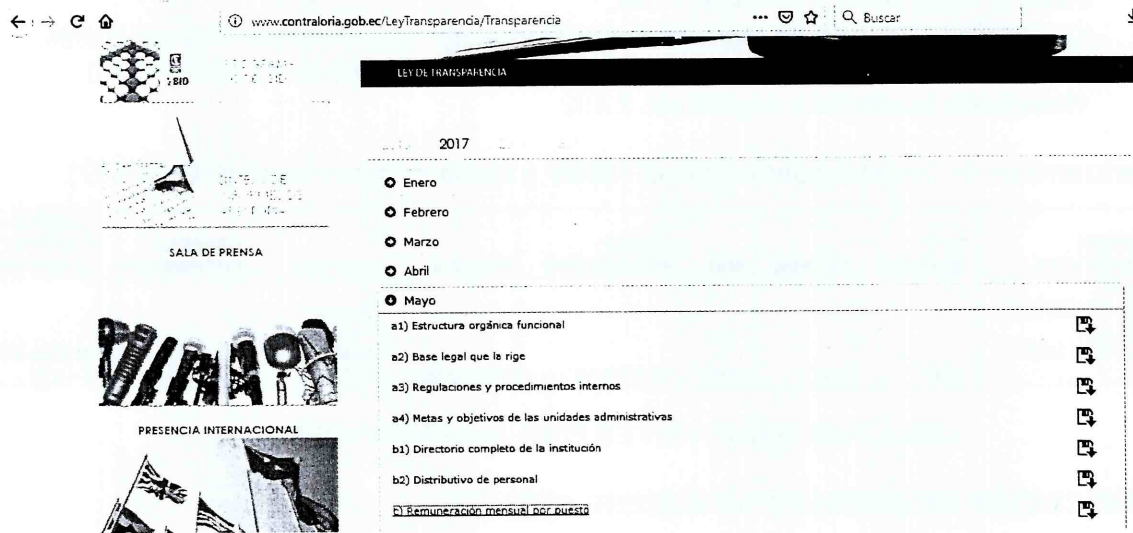 www.contraloria.gob.ec/LeyTransparencia/Transparencia
Buscar
BID
LEY DE TRANSPARENCIA
2017
Enero
Febrero
Marzo
Abril
Mayo
a1) Estructura orgánica funcional
a2) Base legal que la rige
a3) Regulaciones y procedimientos internos
a4) Metas y objetivos de las unidades administrativas
b1) Directorio completo de la institución
b2) Distributivo de personal
c) Remuneración mensual por puesto
SALA DE PRENSA
PRESENCIA INTERNACIONAL